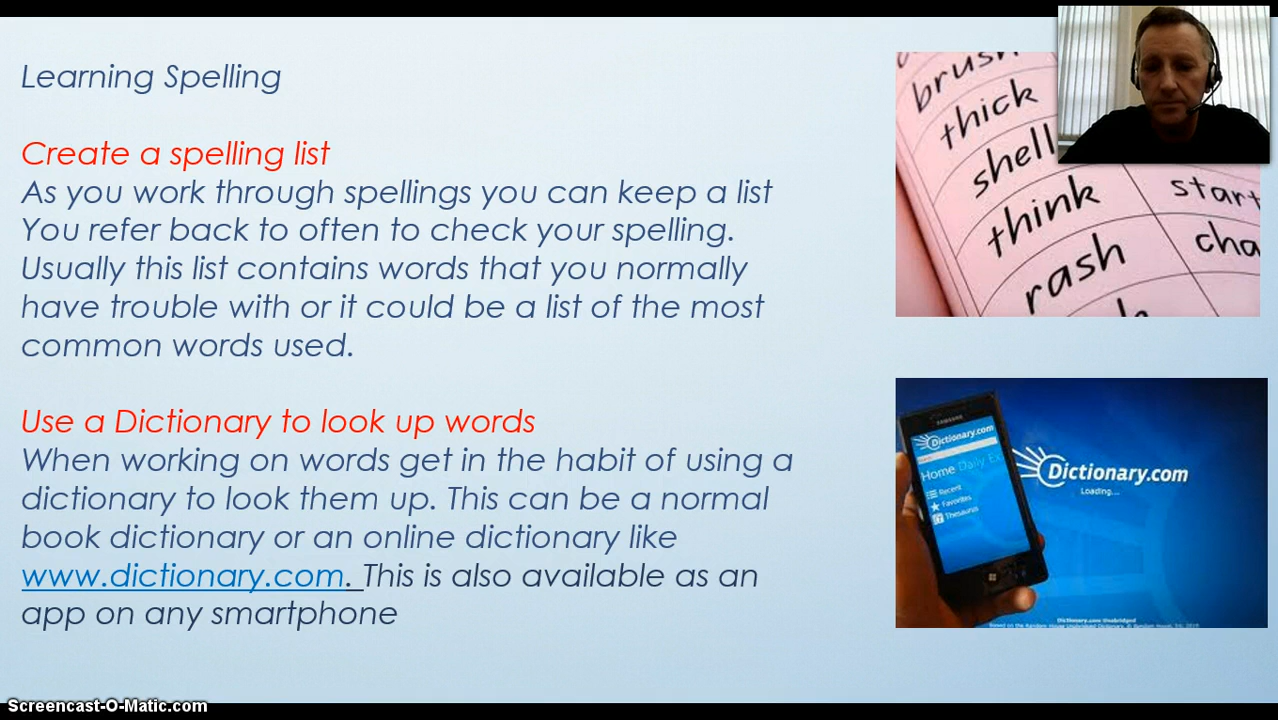 Learning Spelling
Create a spelling list
As you work through spellings you can keep a list
You refer back to often to check your spelling.
Usually this list contains words that you normally
have trouble with or it could be a list of the most
common words used.
Use a Dictionary to look up words
When working on words get in the habit of using a
dictionary to look them up. This can be a normal
book dictionary or an online dictionary like
www.dictionary.com. This is also available as an
app on any smartphone
brush
thick
shell
think
start
rash
cha
SAMSUNG
Dictionary.com
Home Daily Ex
Recent
Favorites
Thesaurus
Dictionary.com
Loading...
Screencast-O-Matic.com